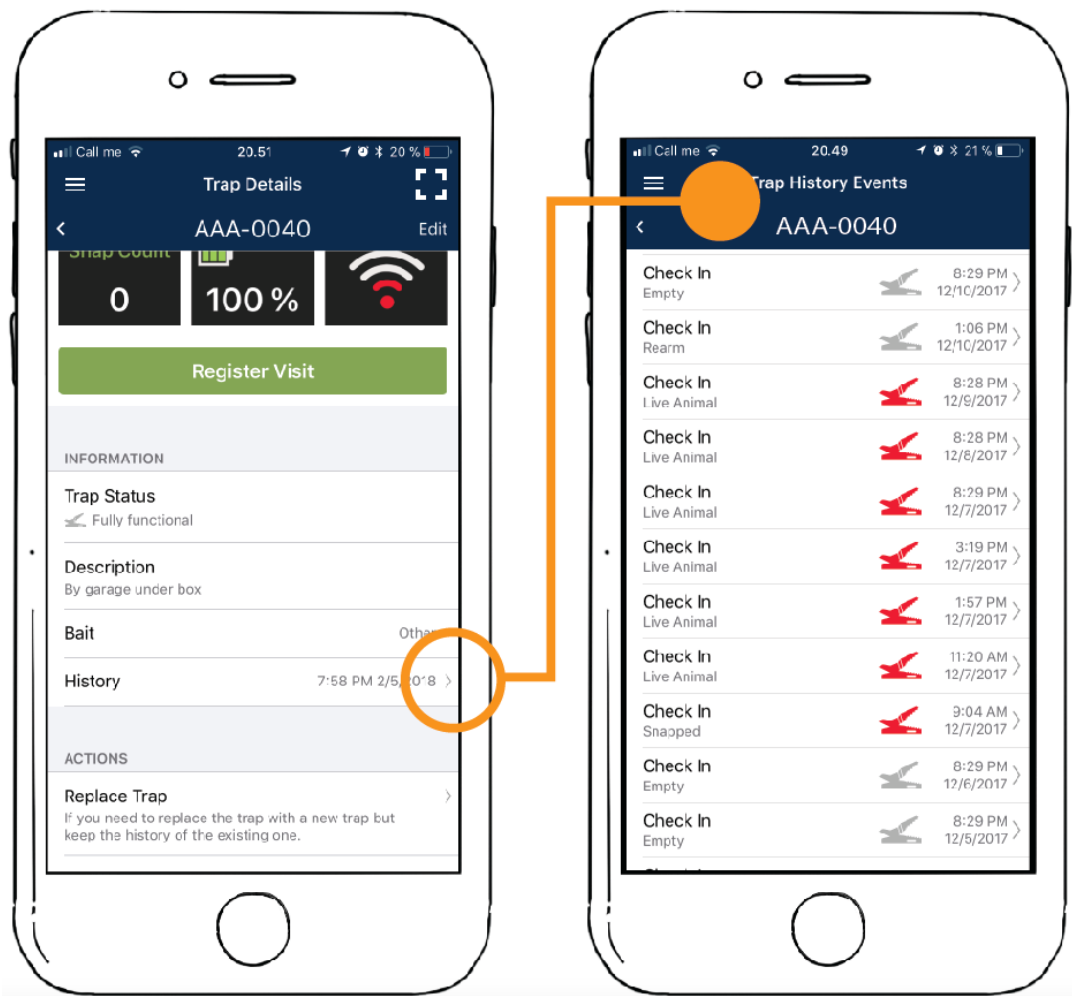 Call me 20.51 20 %
Trap Details
AAA-0040 Edit
Snap Count
0 100 %
Register Visit
INFORMATION
Trap Status
Fully functional
Description
By garage under box
Bait Other
History 7:58 PM 2/5/2018
ACTIONS
Replace Trap
If you need to replace the trap with a new trap but
keep the history of the existing one.
Call me 20.49 21 %
Trap History Events
AAA-0040
Check In 8:29 PM
Empty 12/10/2017
Check In 1:06 PM
Rearm 12/10/2017
Check In 8:28 PM
Live Animal 12/9/2017
Check In 8:28 PM
Live Animal 12/8/2017
Check In 8:29 PM
Live Animal 12/7/2017
Check In 3:19 PM
Live Animal 12/7/2017
Check In 1:57 PM
Live Animal 12/7/2017
Check In 11:20 AM
Live Animal 12/7/2017
Check In 9:04 AM
Snapped 12/7/2017
Check In 8:29 PM
Empty 12/6/2017
Check In 8:29 PM
Empty 12/5/2017